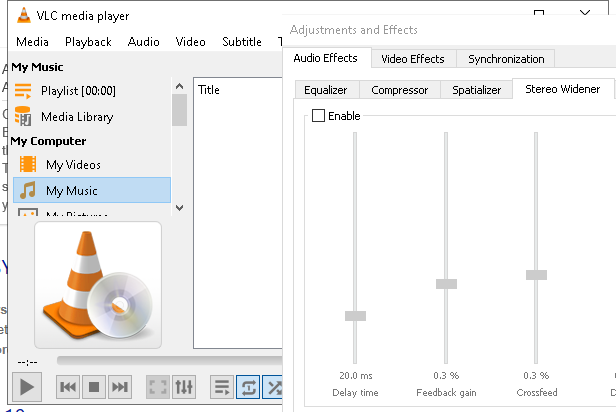 VLC media player
Media Playback Audio Video Subtitle T
My Music
Playlist [00:00]
Media Library
My Computer
My Videos
My Music
My Pictures
Title
--:--
Adjustments and Effects
Audio Effects Video Effects Synchronization
Equalizer Compressor Spatializer Stereo Widener
Enable
20.0 ms 0.3 % 0.3 %
Delay time Feedback gain Crossfeed D